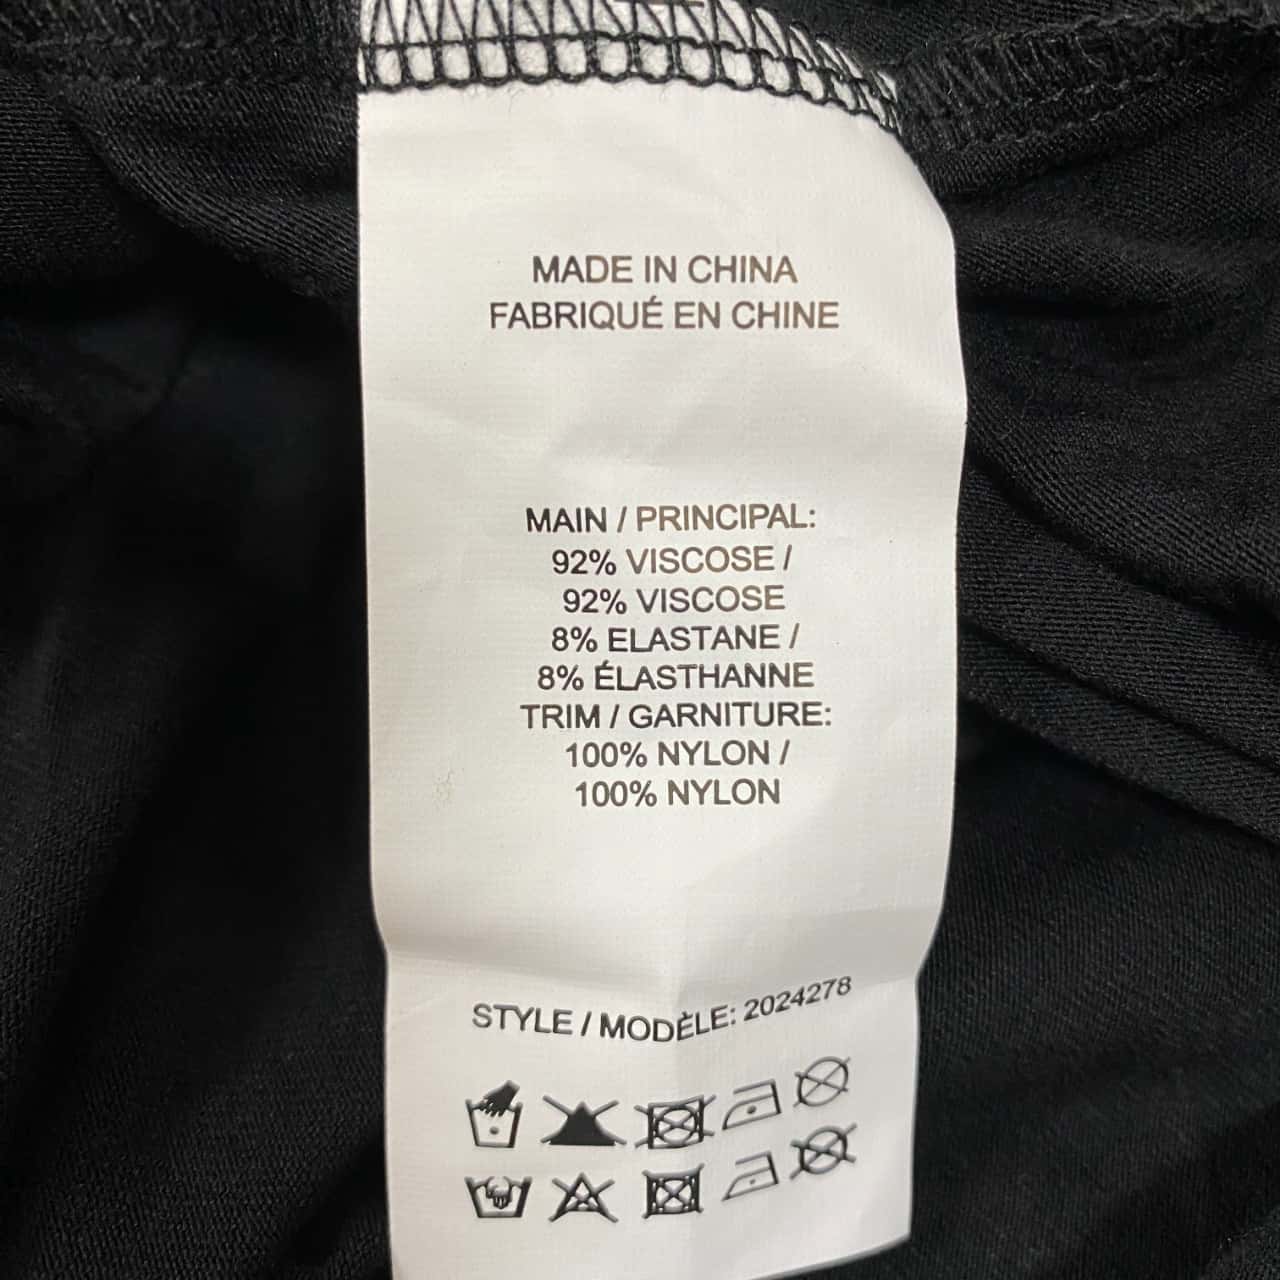 MADE IN CHINA
FABRIQUÉ EN CHINE
MAIN / PRINCIPAL:
92% VISCOSE /
92% VISCOSE
8% ELASTANE /
8% ÉLASTHANNE
TRIM / GARNITURE:
100% NYLON /
100% NYLON
STYLE / MODÈLE: 2024278